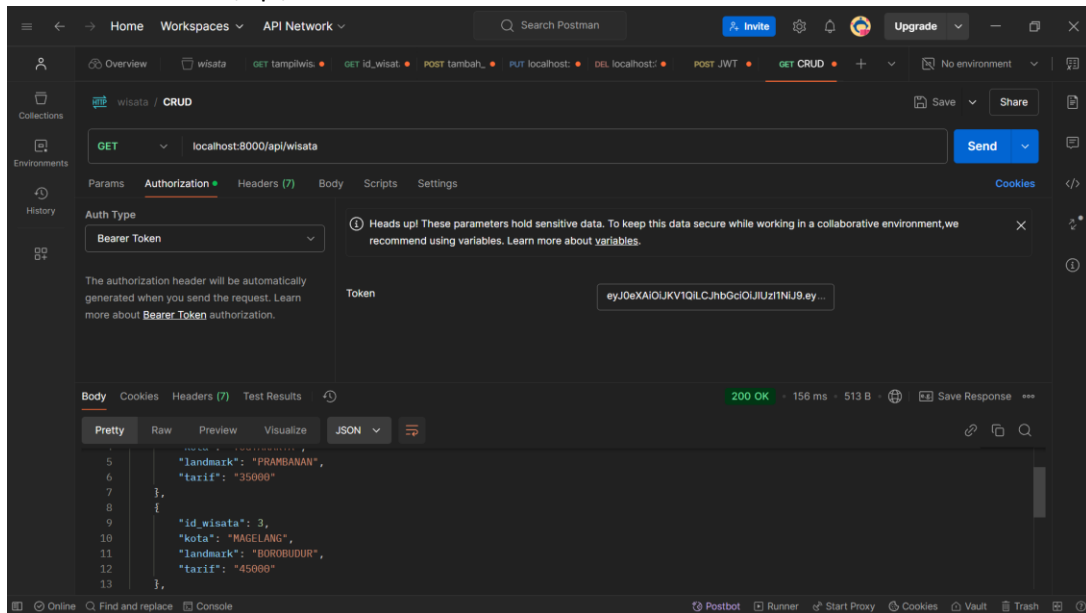 Home Workspaces API Network Search Postman Invite Upgrade
Overview wisata GET tampilwis: GET id_wisat. POST tambah_ PUT localhost: DEL localhost:: POST JWT GET CRUD No environment
Collections
HTTP wisata / CRUD Save Share
GET localhost:8000/api/wisata Send
Environments
Params Authorization Headers (7) Body Scripts Settings Cookies
History
Auth Type
Bearer Token
Heads up! These parameters hold sensitive data. To keep this data secure while working in a collaborative environment,we
recommend using variables. Learn more about variables.
The authorization header will be automatically
generated when you send the request. Learn
more about Bearer Token authorization.
Token eyJ0eXAiOiJKV1QiLCJhbGciOiJIUzI1NiJ9.ey...
Body Cookies Headers (7) Test Results 200 OK 156 ms 513 B e.g. Save Response
Pretty Raw Preview Visualize JSON
5 "landmark": "PRAMBANAN",
6 "tarif": "35000"
7 },
8 {
9 "id_wisata": 3,
10 "kota": "MAGELANG",
11 "landmark": "BOROBUDUR",
12 "tarif": "45000"
13 },
Online Find and replace Console Postbot Runner Start Proxy Cookies Vault Trash